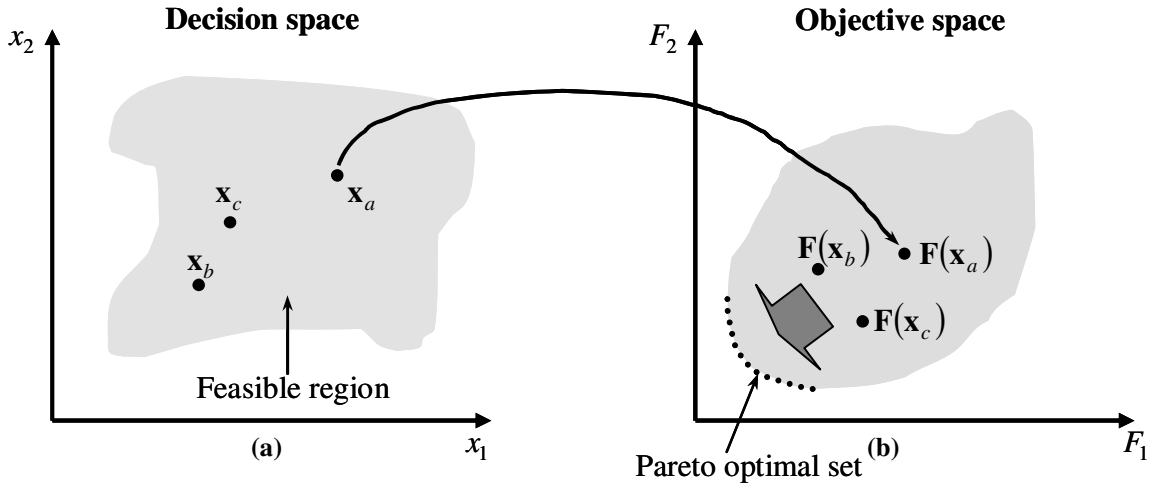 Decision space
x2
xa
xc
xb
Feasible region
x1
(a)
Objective space
F2
F(xb)
F(xa)
F(xc)
F1
(b)
Pareto optimal set